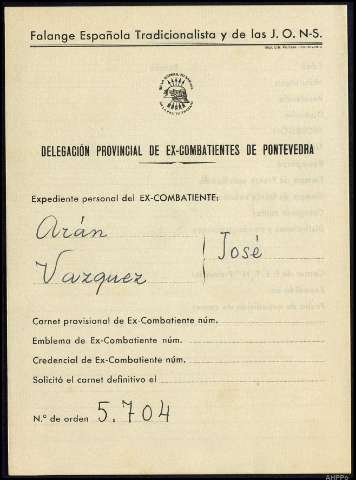 Falange Española Tradicionalista y de las J. O. N-S.
DELEGACIÓN PROVINCIAL DE EX-COMBATIENTES DE PONTEVEDRA
Expediente personal del EX-COMBATIENTE:
Arán
José
Vazquez
Carnet provisional de Ex-Combatiente núm.
Emblema de Ex-Combatiente núm.
Credencial de Ex-Combatiente núm.
Solicitó el carnet definitivo el
N.º de orden 5.704
AHPPo